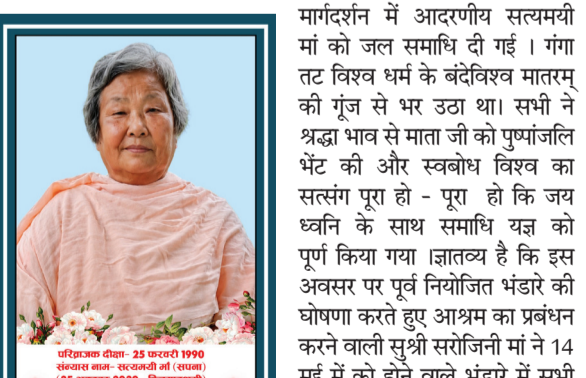 मार्गदर्शन में आदरणीय सत्यमयी
मां को जल समाधि दी गई । गंगा
तट विश्व धर्म के बंदेविश्व मातरम्
की गूंज से भर उठा था। सभी ने
श्रद्धा भाव से माता जी को पुष्पांजलि
भेंट की और स्वबोध विश्व का
सत्संग पूरा हो - पूरा हो कि जय
ध्वनि के साथ समाधि यज्ञ को
पूर्ण किया गया ।ज्ञातव्य है कि इस
अवसर पर पूर्व नियोजित भंडारे की
घोषणा करते हुए आश्रम का प्रबंधन
करने वाली सुश्री सरोजिनी मां ने 14
मई में को होने वाले भंडारे में सभी
परिव्राजक दीक्षा- 25 फरवरी 1990
संन्यास नाम- सत्यमयी माँ (सपना)